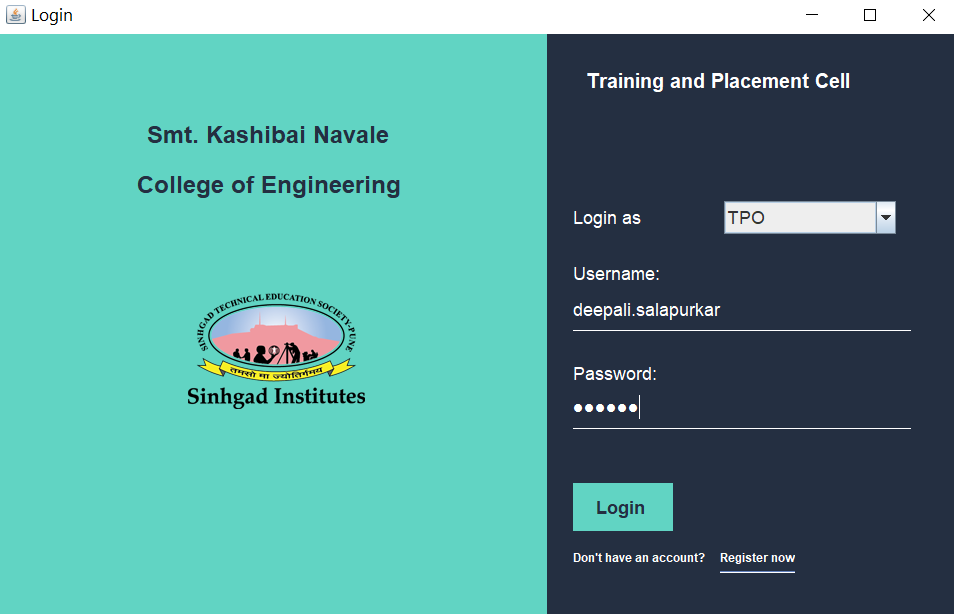 Login
Smt. Kashibai Navale
College of Engineering
SINHGAD TECHNICAL EDUCATION SOCIETY-PUNE
तमसो मा ज्योतिर्गमय
Sinhgad Institutes
Training and Placement Cell
Login as TPO
Username:
deepali.salapurkar
Password:
●●●●●●
Login
Don't have an account? Register now